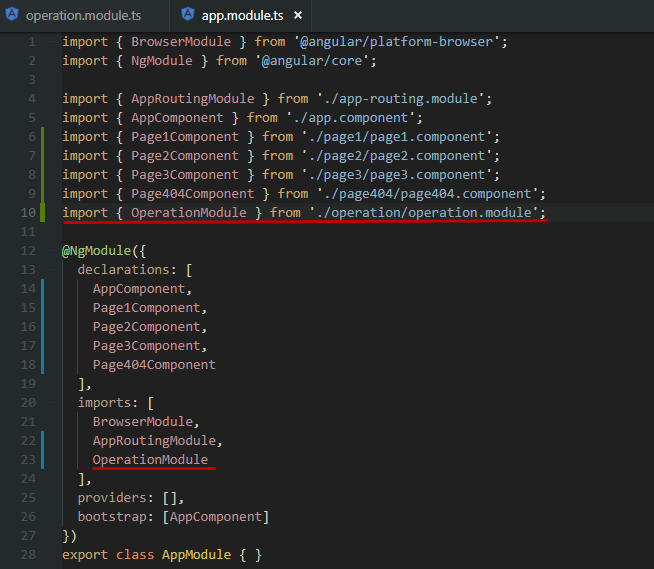 operation.module.ts app.module.ts ×
1 import { BrowserModule } from '@angular/platform-browser';
2 import { NgModule } from '@angular/core';
3
4 import { AppRoutingModule } from './app-routing.module';
5 import { AppComponent } from './app.component';
6 import { Page1Component } from './page1/page1.component';
7 import { Page2Component } from './page2/page2.component';
8 import { Page3Component } from './page3/page3.component';
9 import { Page404Component } from './page404/page404.component';
10 import { OperationModule } from './operation/operation.module';
11
12 @NgModule({
13   declarations: [
14     AppComponent,
15     Page1Component,
16     Page2Component,
17     Page3Component,
18     Page404Component
19   ],
20   imports: [
21     BrowserModule,
22     AppRoutingModule,
23     OperationModule
24   ],
25   providers: [],
26   bootstrap: [AppComponent]
27 })
28 export class AppModule { }